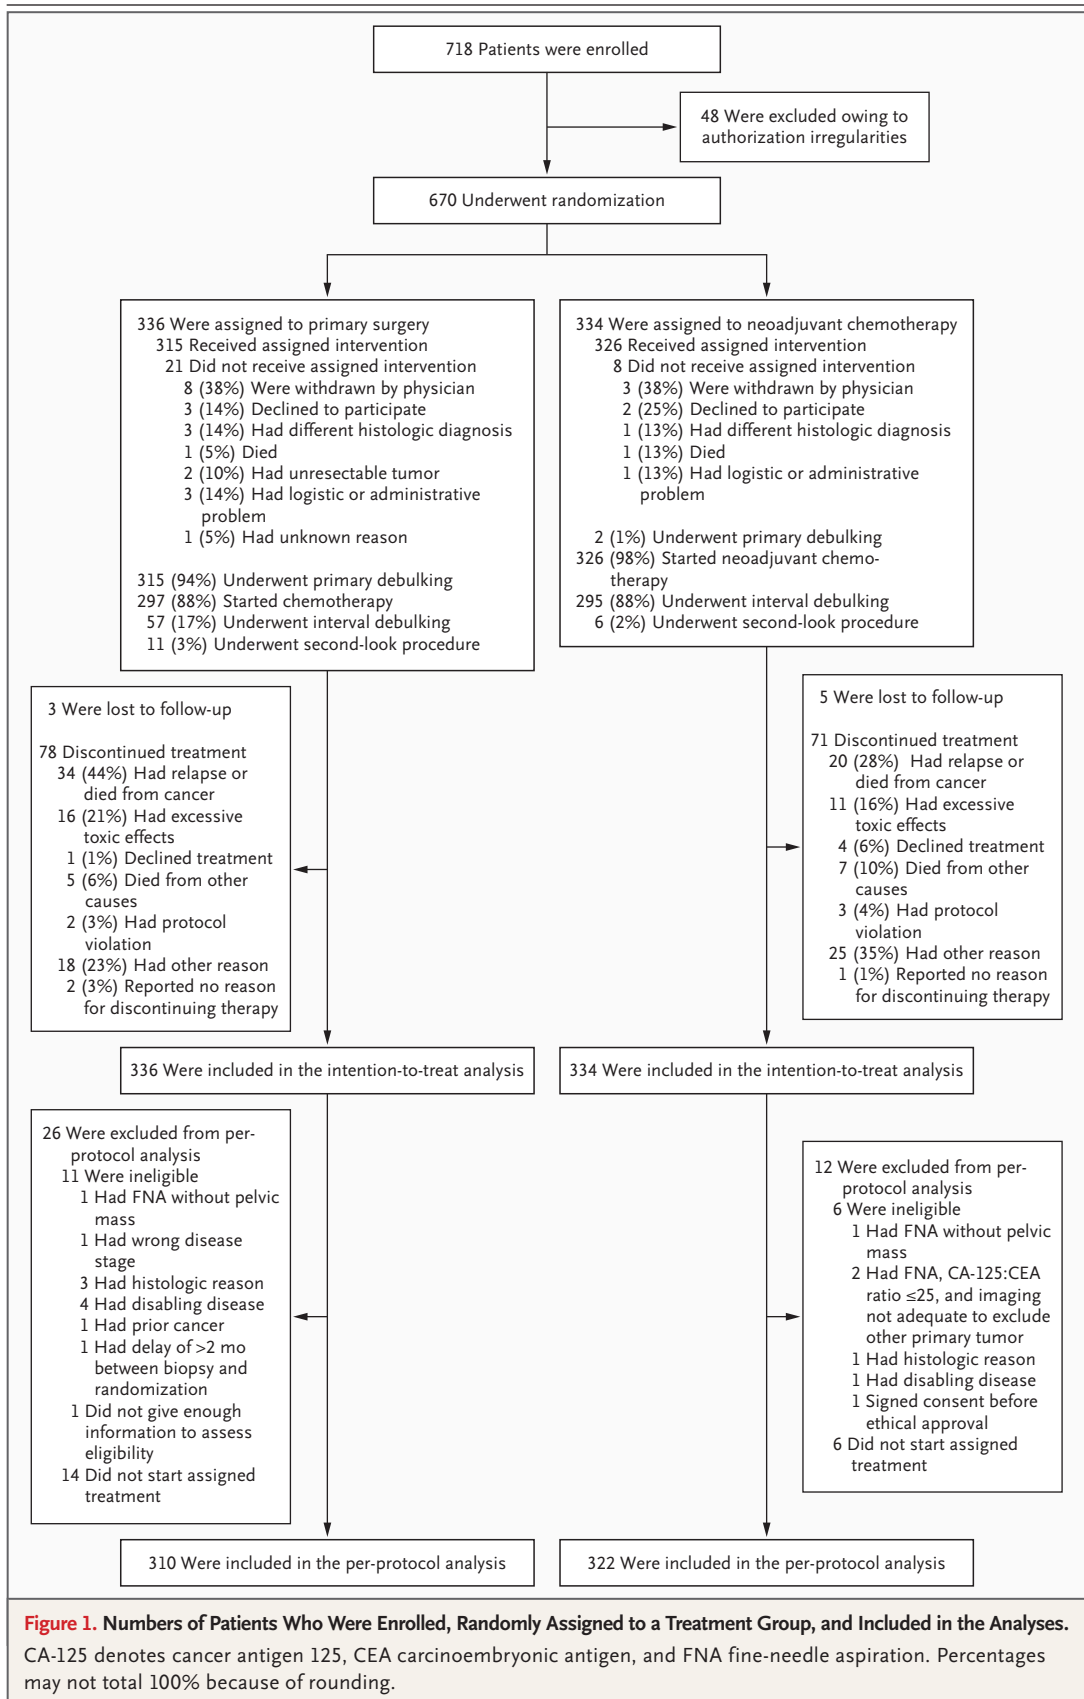 718 Patients were enrolled
48 Were excluded owing to
authorization irregularities
670 Underwent randomization
336 Were assigned to primary surgery
315 Received assigned intervention
21 Did not receive assigned intervention
8 (38%) Were withdrawn by physician
3 (14%) Declined to participate
3 (14%) Had different histologic diagnosis
1 (5%) Died
2 (10%) Had unresectable tumor
3 (14%) Had logistic or administrative
problem
1 (5%) Had unknown reason
315 (94%) Underwent primary debulking
297 (88%) Started chemotherapy
57 (17%) Underwent interval debulking
11 (3%) Underwent second-look procedure
334 Were assigned to neoadjuvant chemotherapy
326 Received assigned intervention
8 Did not receive assigned intervention
3 (38%) Were withdrawn by physician
2 (25%) Declined to participate
1 (13%) Had different histologic diagnosis
1 (13%) Died
1 (13%) Had logistic or administrative
problem
2 (1%) Underwent primary debulking
326 (98%) Started neoadjuvant chemo-
therapy
295 (88%) Underwent interval debulking
6 (2%) Underwent second-look procedure
3 Were lost to follow-up
78 Discontinued treatment
34 (44%) Had relapse or
died from cancer
16 (21%) Had excessive
toxic effects
1 (1%) Declined treatment
5 (6%) Died from other
causes
2 (3%) Had protocol
violation
18 (23%) Had other reason
2 (3%) Reported no reason
for discontinuing therapy
5 Were lost to follow-up
71 Discontinued treatment
20 (28%) Had relapse or
died from cancer
11 (16%) Had excessive
toxic effects
4 (6%) Declined treatment
7 (10%) Died from other
causes
3 (4%) Had protocol
violation
25 (35%) Had other reason
1 (1%) Reported no reason
for discontinuing therapy
336 Were included in the intention-to-treat analysis
334 Were included in the intention-to-treat analysis
26 Were excluded from per-
protocol analysis
11 Were ineligible
1 Had FNA without pelvic
mass
1 Had wrong disease
stage
3 Had histologic reason
4 Had disabling disease
1 Had prior cancer
1 Had delay of >2 mo
between biopsy and
randomization
1 Did not give enough
information to assess
eligibility
14 Did not start assigned
treatment
12 Were excluded from per-
protocol analysis
6 Were ineligible
1 Had FNA without pelvic
mass
2 Had FNA, CA-125:CEA
ratio ≤25, and imaging
not adequate to exclude
other primary tumor
1 Had histologic reason
1 Had disabling disease
1 Signed consent before
ethical approval
6 Did not start assigned
treatment
310 Were included in the per-protocol analysis
322 Were included in the per-protocol analysis
Figure 1. Numbers of Patients Who Were Enrolled, Randomly Assigned to a Treatment Group, and Included in the Analyses.
CA-125 denotes cancer antigen 125, CEA carcinoembryonic antigen, and FNA fine-needle aspiration. Percentages
may not total 100% because of rounding.